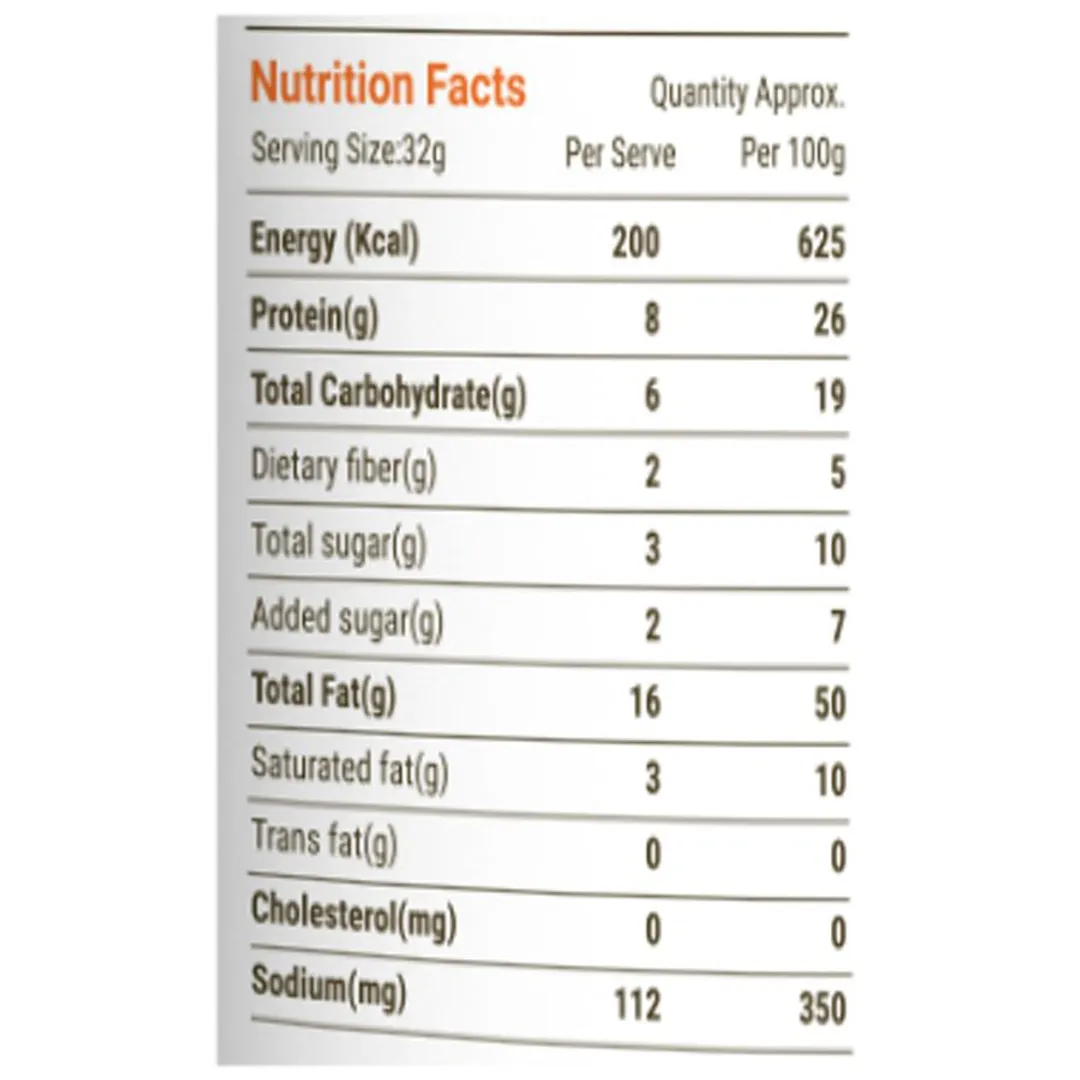 Nutrition Facts Quantity Approx.
Serving Size:32g Per Serve Per 100g
Energy (Kcal) 200 625
Protein(g) 8 26
Total Carbohydrate(g) 6 19
Dietary fiber(g) 2 5
Total sugar(g) 3 10
Added sugar(g) 2 7
Total Fat(g) 16 50
Saturated fat(g) 3 10
Trans fat(g) 0 0
Cholesterol(mg) 0 0
Sodium(mg) 112 350